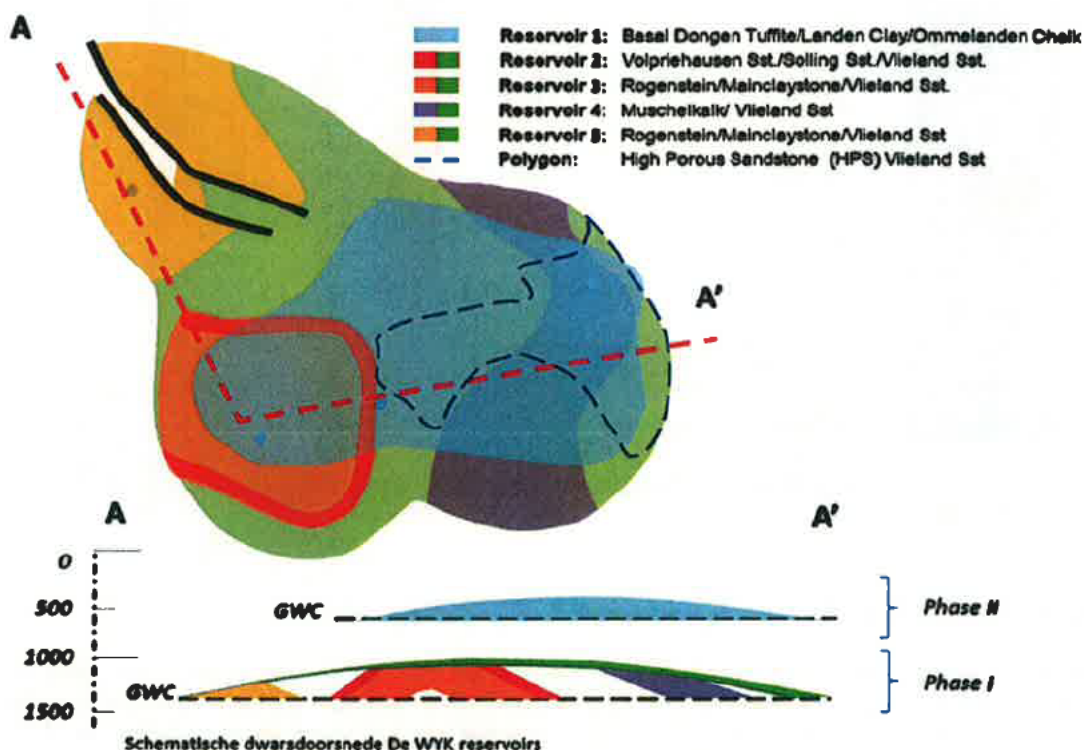 A
Reservoir 1: Basal Dongen Tuffite/Landen Clay/Ommelanden Chalk
Reservoir 2: Volpriehausen Sst./Solling Sst./Vlieland Sst.
Reservoir 3: Rogenstein/Mainclaystone/Vlieland Sst.
Reservoir 4: Muschelkalk/ Vlieland Sst
Reservoir 5: Rogenstein/Mainclaystone/Vlieland Sst
Polygon: High Porous Sandstone (HPS) Vlieland Sst
A'
A
A'
0
500
GWC
Phase II
1000
GWC
Phase I
1500
Schematische dwarsdoorsnede De WYK reservoirs